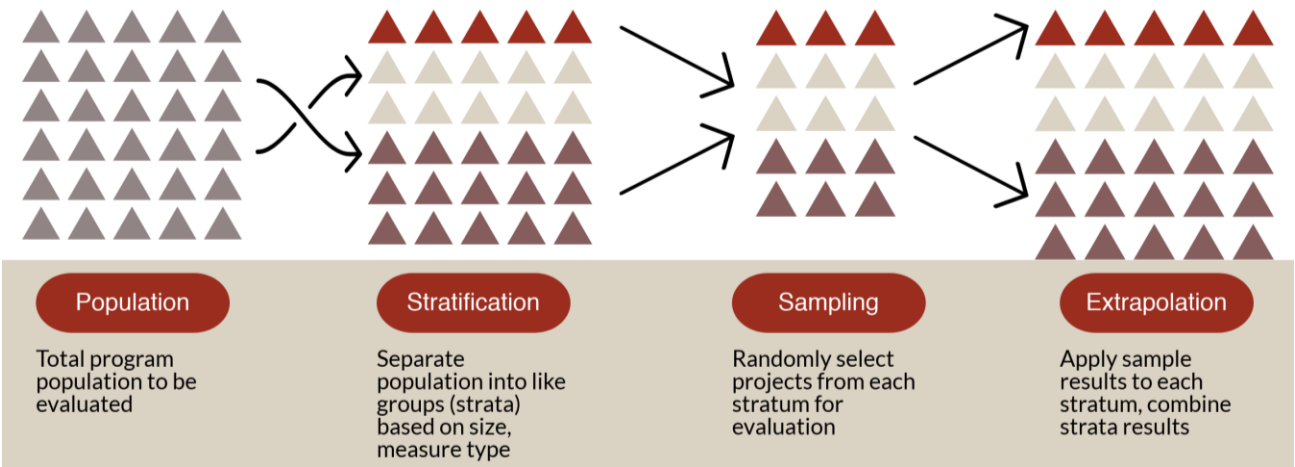 Population
Total program
population to be
evaluated
Stratification
Separate
population into like
groups (strata)
based on size,
measure type
Sampling
Randomly select
projects from each
stratum for
evaluation
Extrapolation
Apply sample
results to each
stratum, combine
strata results